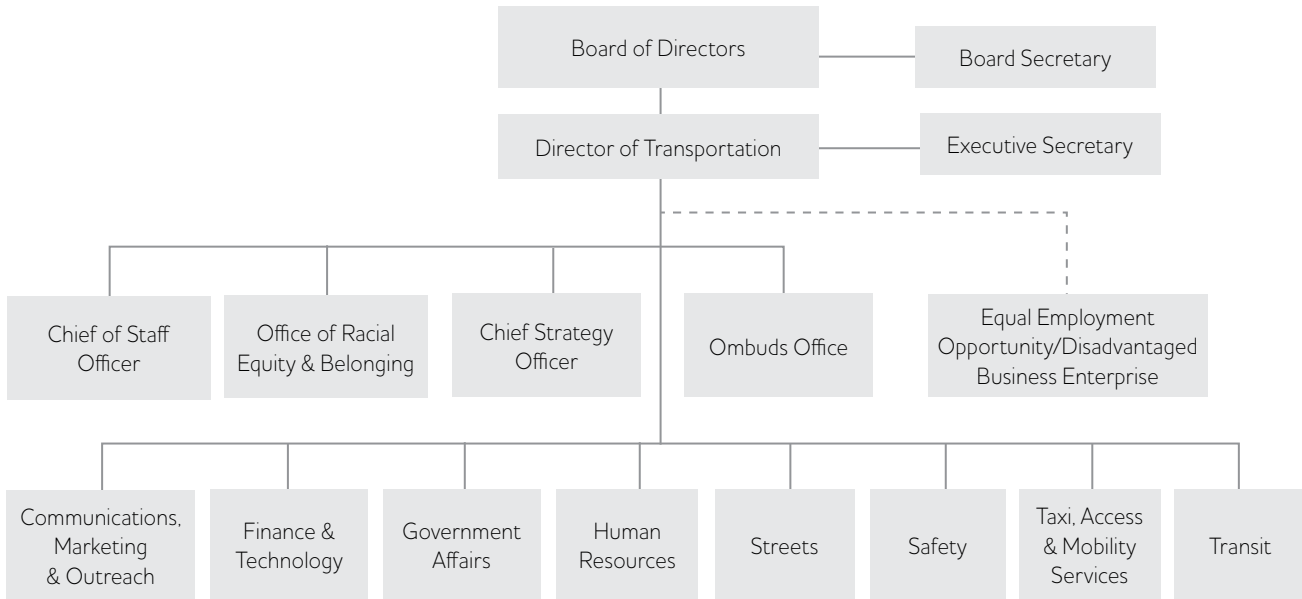 Board of Directors
Board Secretary
Director of Transportation
Executive Secretary
Chief of Staff
Officer
Office of Racial
Equity & Belonging
Chief Strategy
Officer
Ombuds Office
Equal Employment
Opportunity/Disadvantaged
Business Enterprise
Communications,
Marketing
& Outreach
Finance &
Technology
Government
Affairs
Human
Resources
Streets
Safety
Taxi, Access
& Mobility
Services
Transit